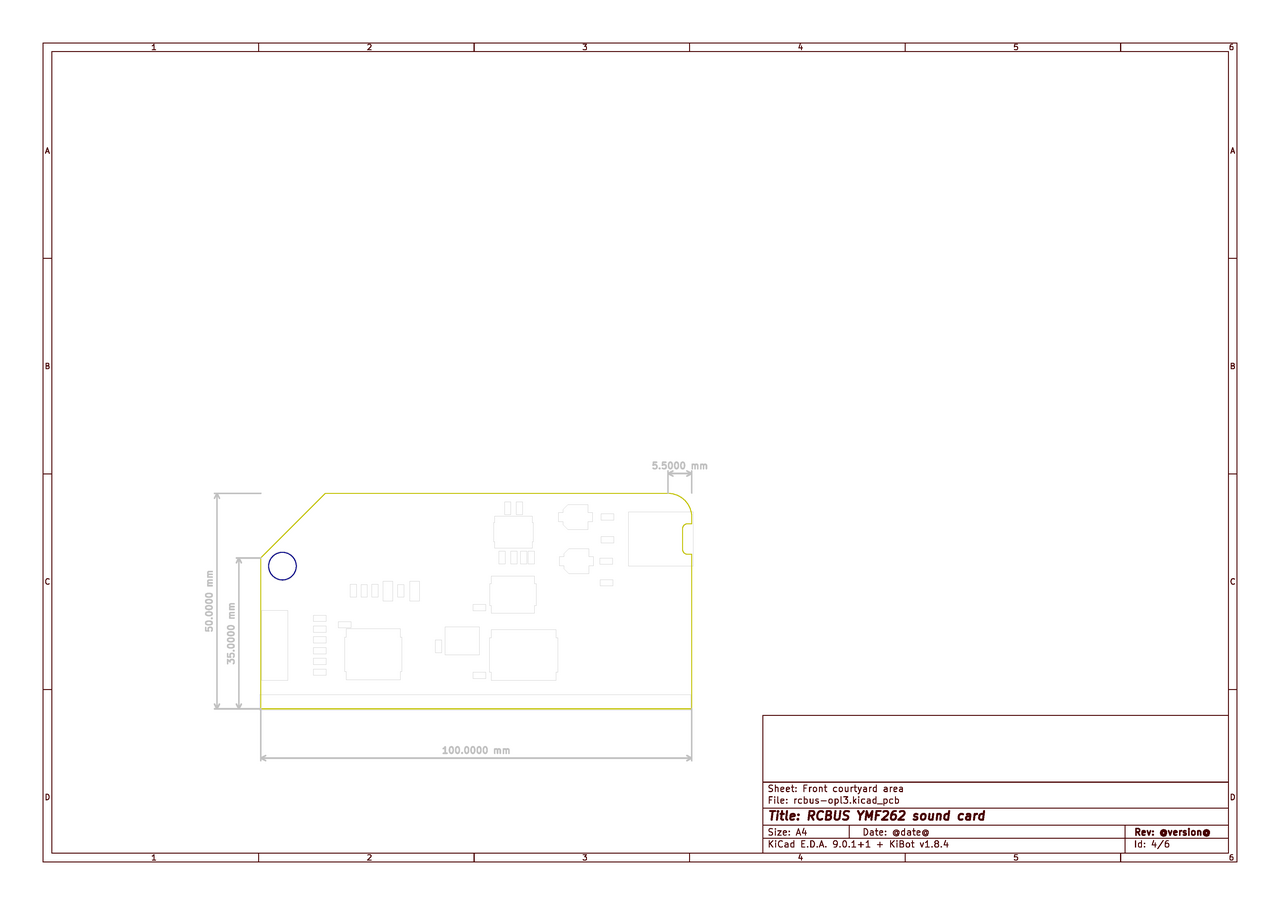 1 2 3 4 5 6
A A
B B
5.5000 mm
50.0000 mm
35.0000 mm
C C
100.0000 mm
D D
Sheet: Front courtyard area
File: rcbus-opl3.kicad_pcb
Title: RCBUS YMF262 sound card
Size: A4 Date: @date@ Rev: @version@
KiCad E.D.A. 9.0.1+1 + KiBot v1.8.4 Id: 4/6
1 2 3 4 5 6